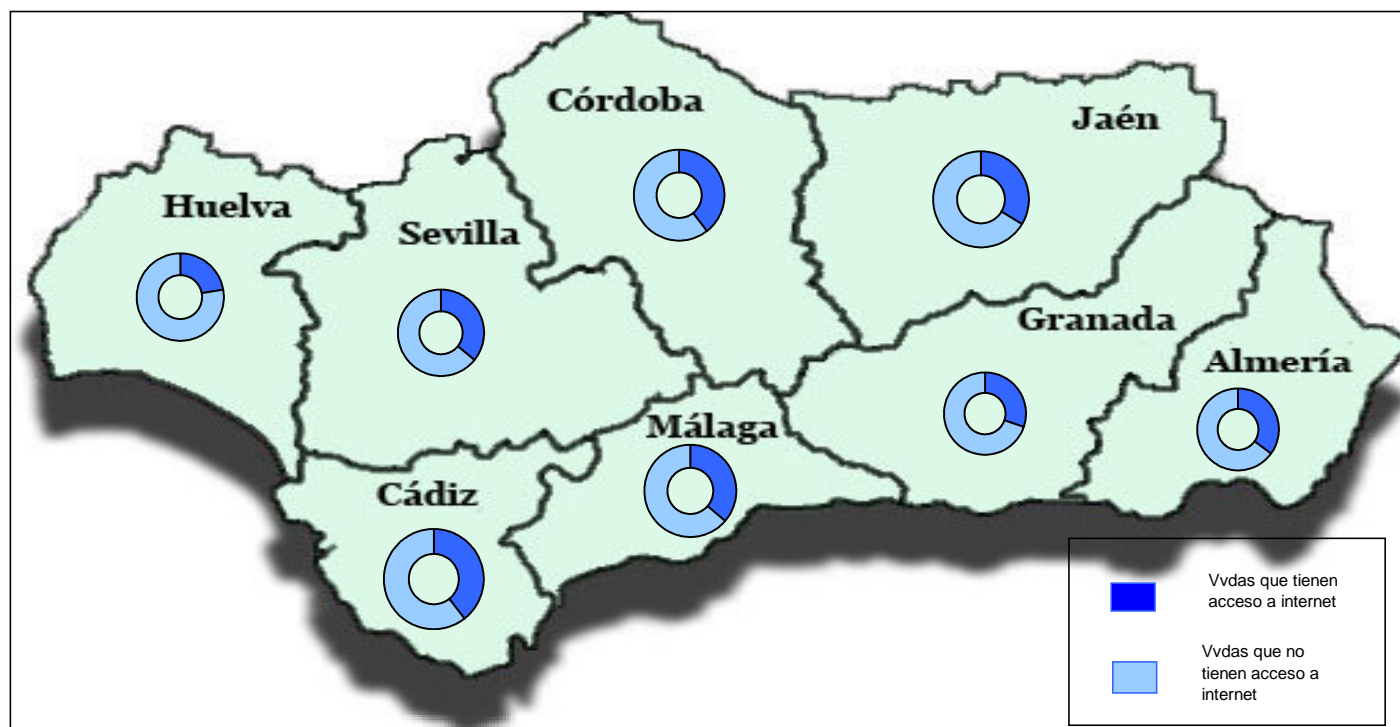 Córdoba
Jaén
Huelva
Sevilla
Granada
Almería
Málaga
Cádiz
Vvdas que tienen
acceso a internet
Vvdas que no
tienen acceso a
internet